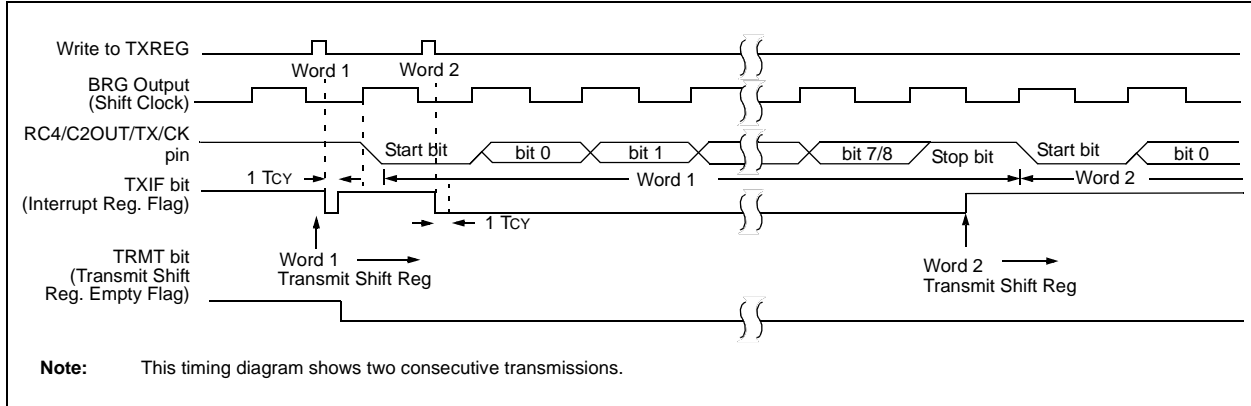 Write to TXREG
Word 1
Word 2
BRG Output
(Shift Clock)
RC4/C2OUT/TX/CK
pin
Start bit
bit 0
bit 1
bit 7/8
Stop bit
Start bit
bit 0
1 TCY
Word 1
Word 2
TXIF bit
(Interrupt Reg. Flag)
1 TCY
TRMT bit
(Transmit Shift
Reg. Empty Flag)
Word 1
Transmit Shift Reg
Word 2
Transmit Shift Reg
Note: This timing diagram shows two consecutive transmissions.